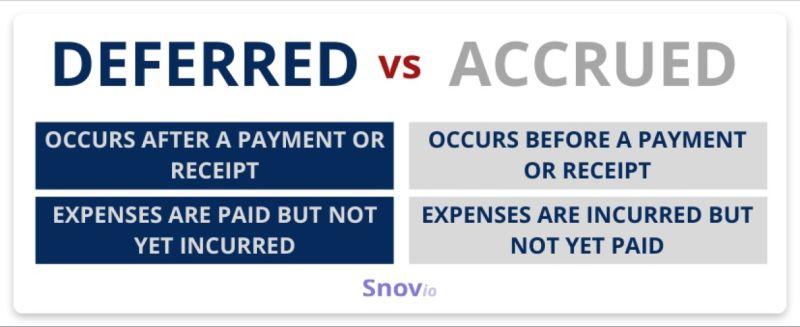 DEFERRED vs ACCRUED
OCCURS AFTER A PAYMENT OR
RECEIPT
OCCURS BEFORE A PAYMENT
OR RECEIPT
EXPENSES ARE PAID BUT NOT
YET INCURRED
EXPENSES ARE INCURRED BUT
NOT YET PAID
Snovio